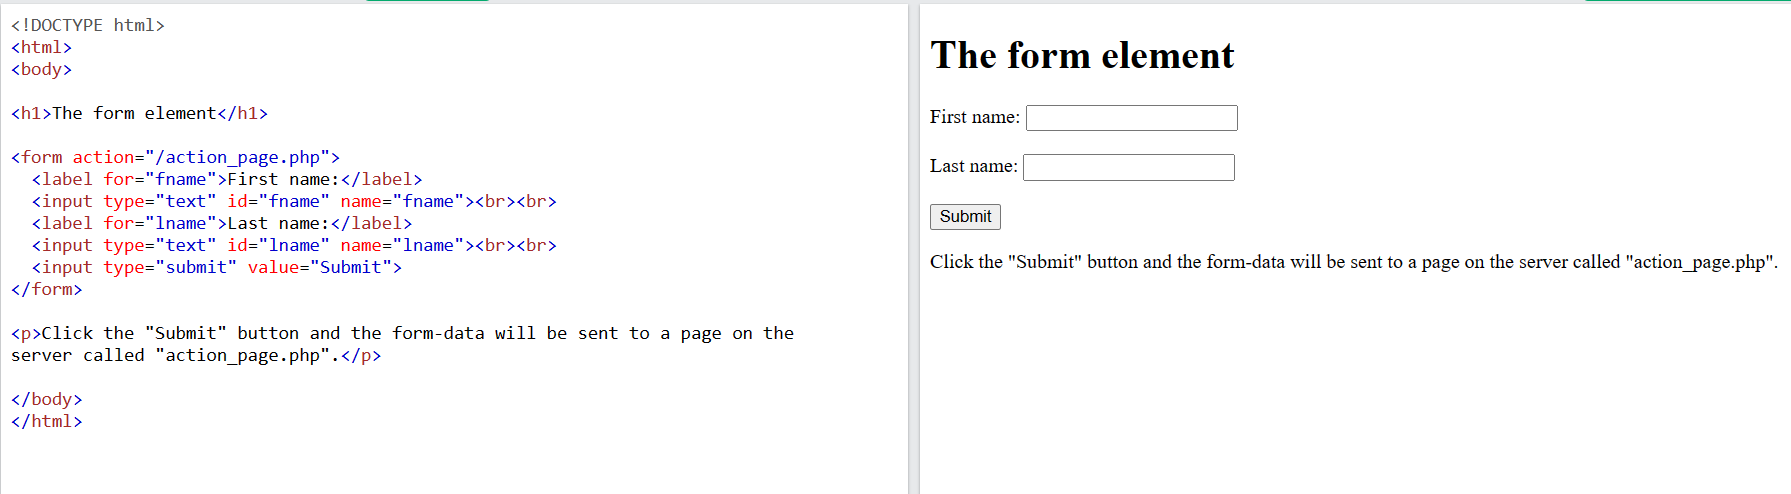 <!DOCTYPE html>
<html>
<body>
<h1>The form element</h1>
<form action="/action_page.php">
<label for="fname">First name:</label>
<input type="text" id="fname" name="fname"><br><br>
<label for="lname">Last name:</label>
<input type="text" id="lname" name="lname"><br><br>
<input type="submit" value="Submit">
</form>
<p>Click the "Submit" button and the form-data will be sent to a page on the
server called "action_page.php".</p>
</body>
</html>
The form element
First name:
Last name:
Submit
Click the "Submit" button and the form-data will be sent to a page on the server called "action_page.php".